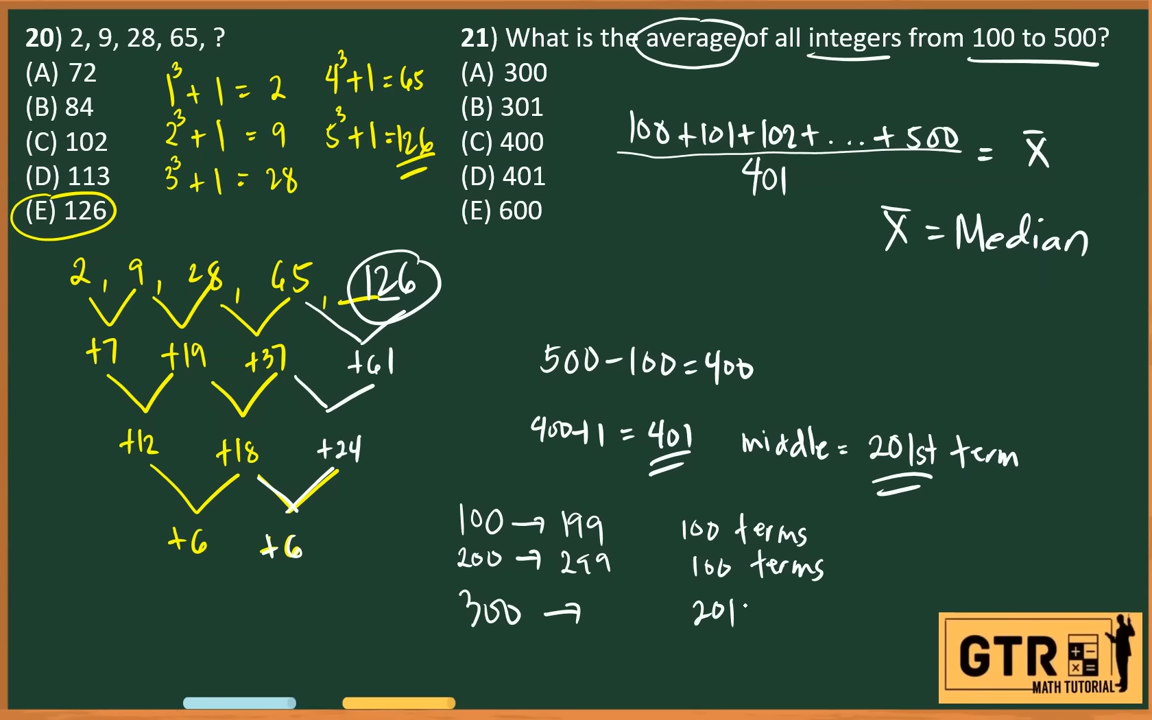 20) 2, 9, 28, 65, ?
(A) 72
(B) 84
(C) 102
(D) 113
(E) 126
1³ + 1 = 2
2³ + 1 = 9
3³ + 1 = 28
4³ + 1 = 65
5³ + 1 = 126
2, 9, 28, 65, 126
+7 +19 +37 +61
+12 +18 +24
+6 +6
21) What is the average of all integers from 100 to 500?
(A) 300
(B) 301
(C) 400
(D) 401
(E) 600
100 + 101 + 102 + ... + 500
401
= X̄
X̄ = Median
500 - 100 = 400
400 + 1 = 401
middle = 201st term
100 → 199 100 terms
200 → 299 100 terms
300 → 201
GTR
MATH TUTORIAL